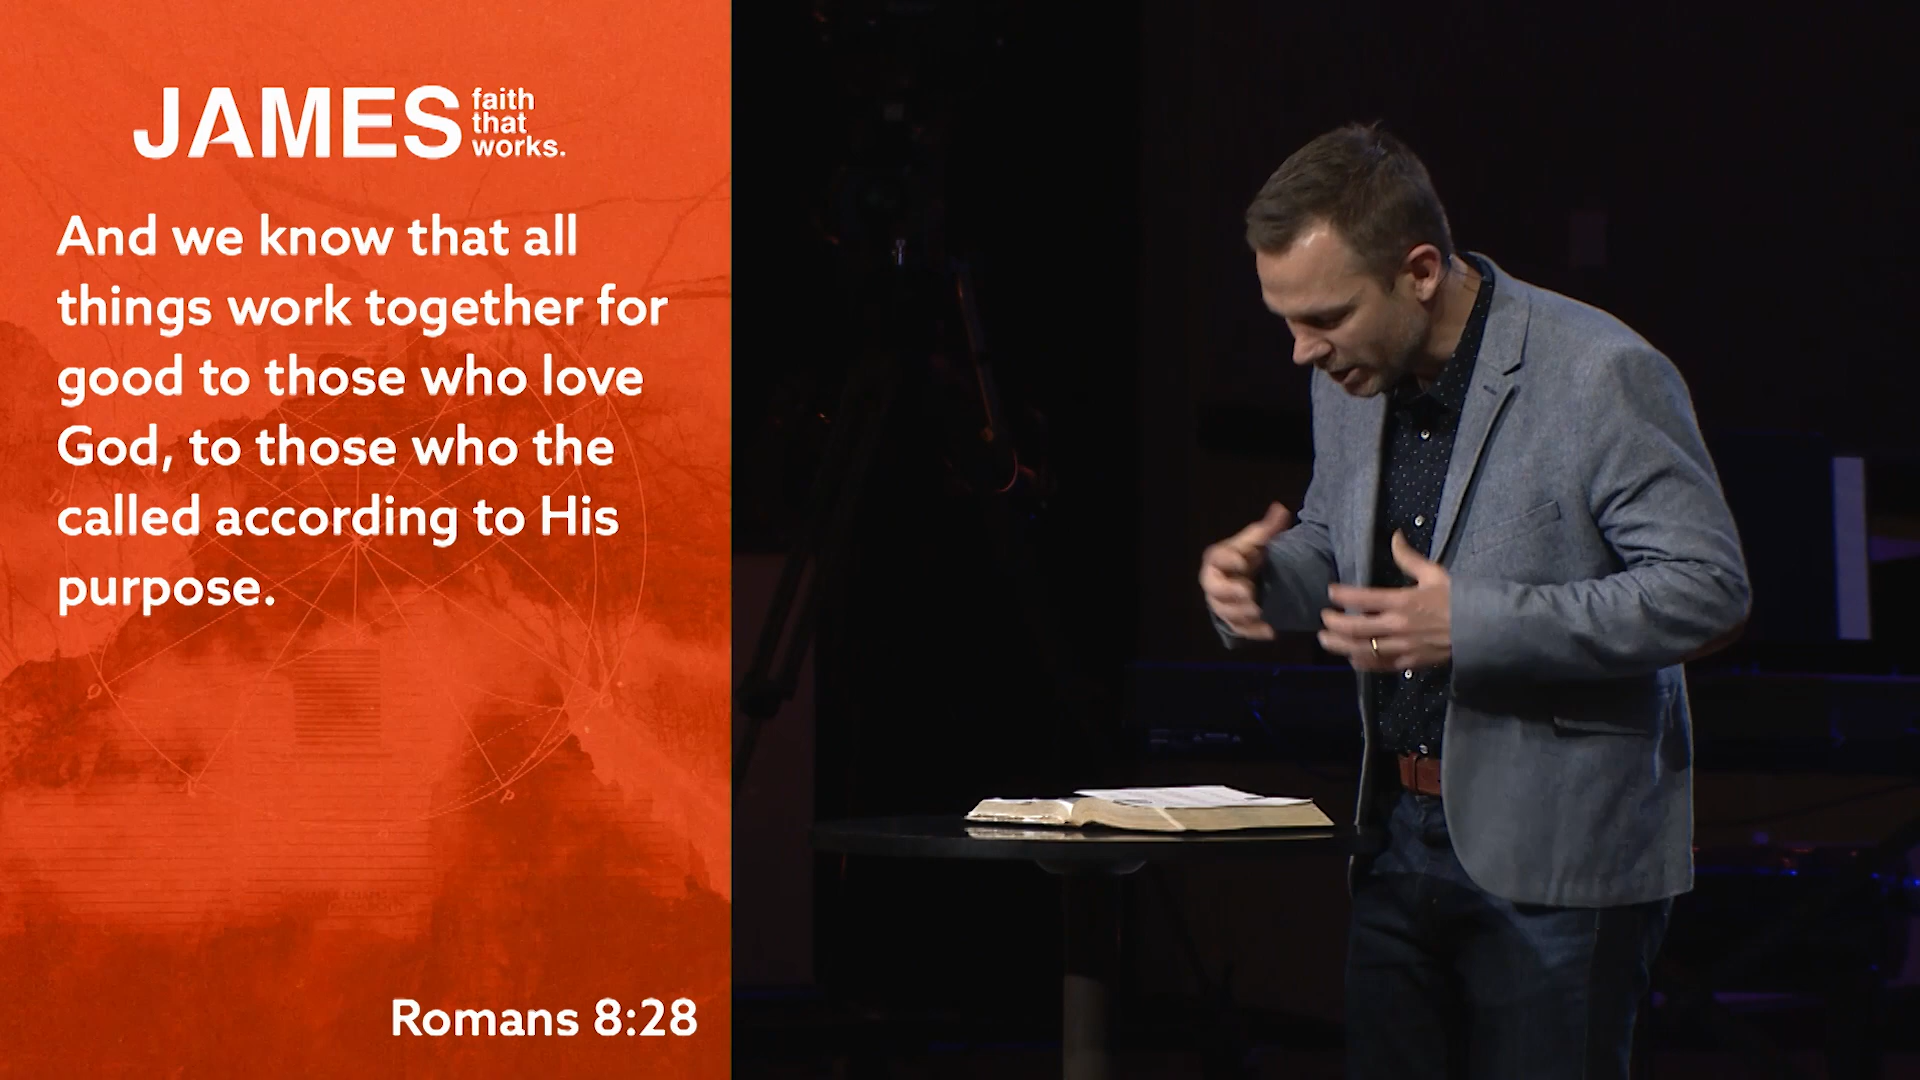 JAMES
faith
that
works.
And we know that all
things work together for
good to those who love
God, to those who the
called according to His
purpose.
Romans 8:28